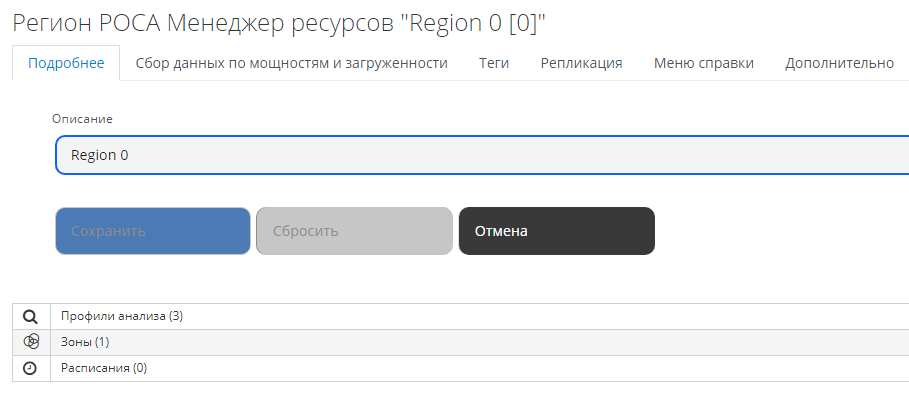 Регион РОСА Менеджер ресурсов "Region 0 [0]"
Подробнее Сбор данных по мощностям и загруженности Теги Репликация Меню справки Дополнительно
Описание
Region 0
Сохранить Сбросить Отмена
Профили анализа (3)
Зоны (1)
Расписания (0)